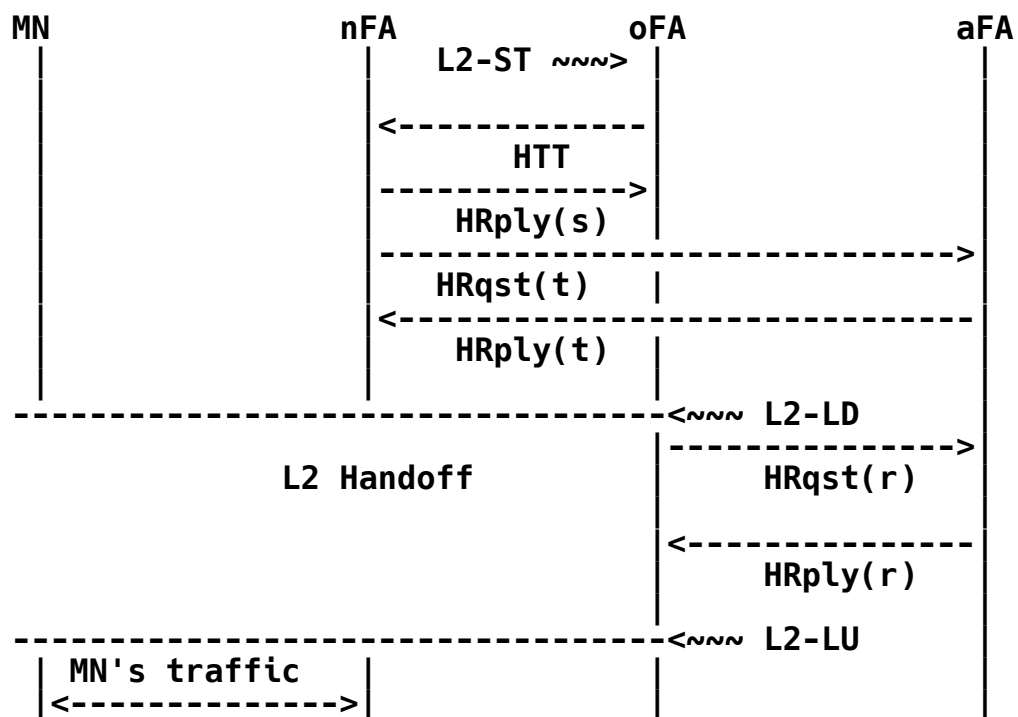 MN nFA oFA aFA
L2-ST ~~~>
<-------------
HTT
------------->
HRply(s)
------------------------------>
HRqst(t)
<------------------------------
HRply(t)
----------------------------------<~~~ L2-LD
--------------->
L2 Handoff HRqst(r)
<---------------
HRply(r)
----------------------------------<~~~ L2-LU
MN's traffic
<-------------->